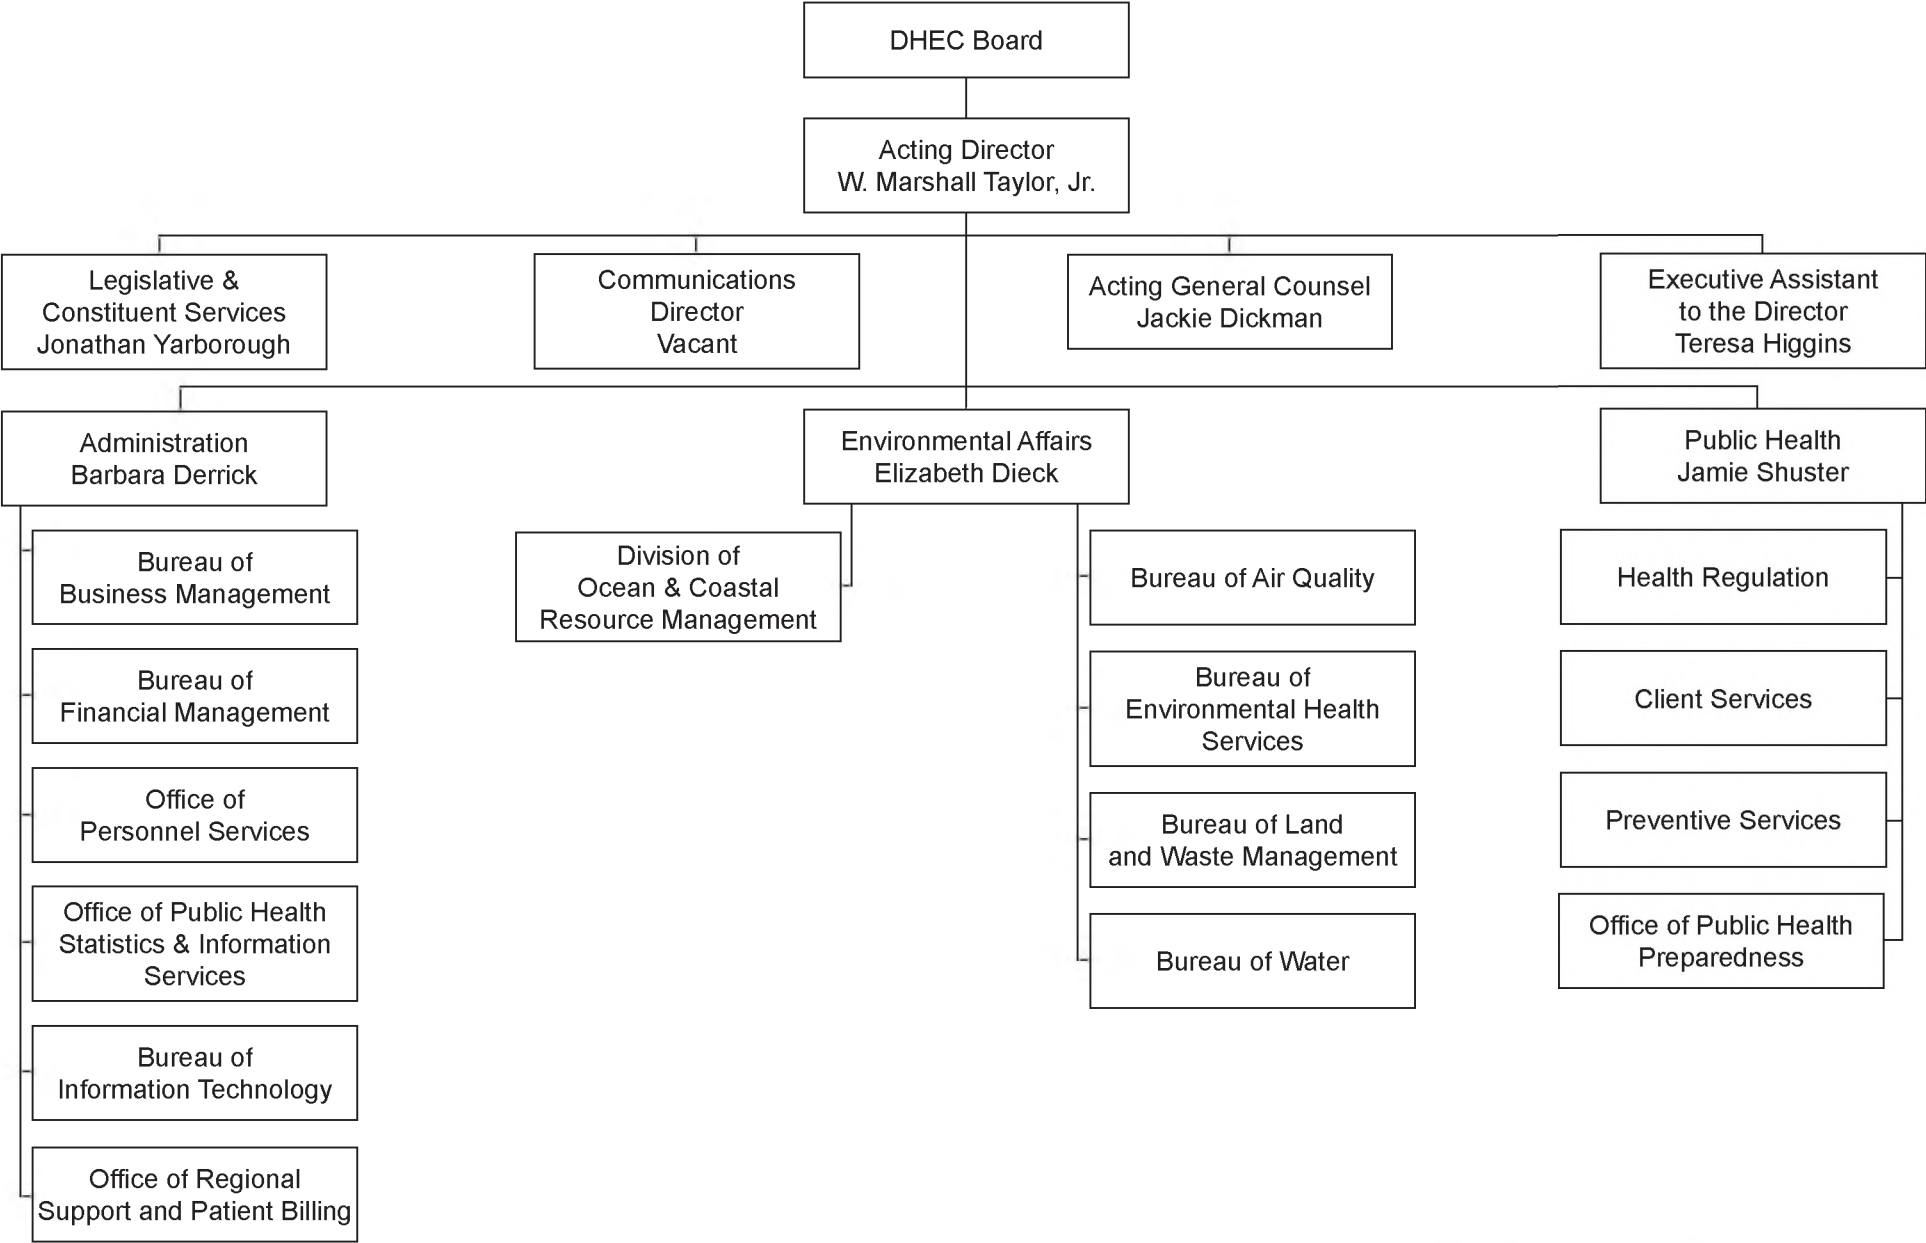 DHEC Board
Acting Director
W. Marshall Taylor, Jr.
Legislative &
Constituent Services
Jonathan Yarborough
Communications
Director
Vacant
Acting General Counsel
Jackie Dickman
Executive Assistant
to the Director
Teresa Higgins
Administration
Barbara Derrick
Environmental Affairs
Elizabeth Dieck
Public Health
Jamie Shuster
Bureau of
Business Management
Bureau of
Financial Management
Office of
Personnel Services
Office of Public Health
Statistics & Information
Services
Bureau of
Information Technology
Office of Regional
Support and Patient Billing
Division of
Ocean & Coastal
Resource Management
Bureau of Air Quality
Bureau of
Environmental Health
Services
Bureau of Land
and Waste Management
Bureau of Water
Health Regulation
Client Services
Preventive Services
Office of Public Health
Preparedness